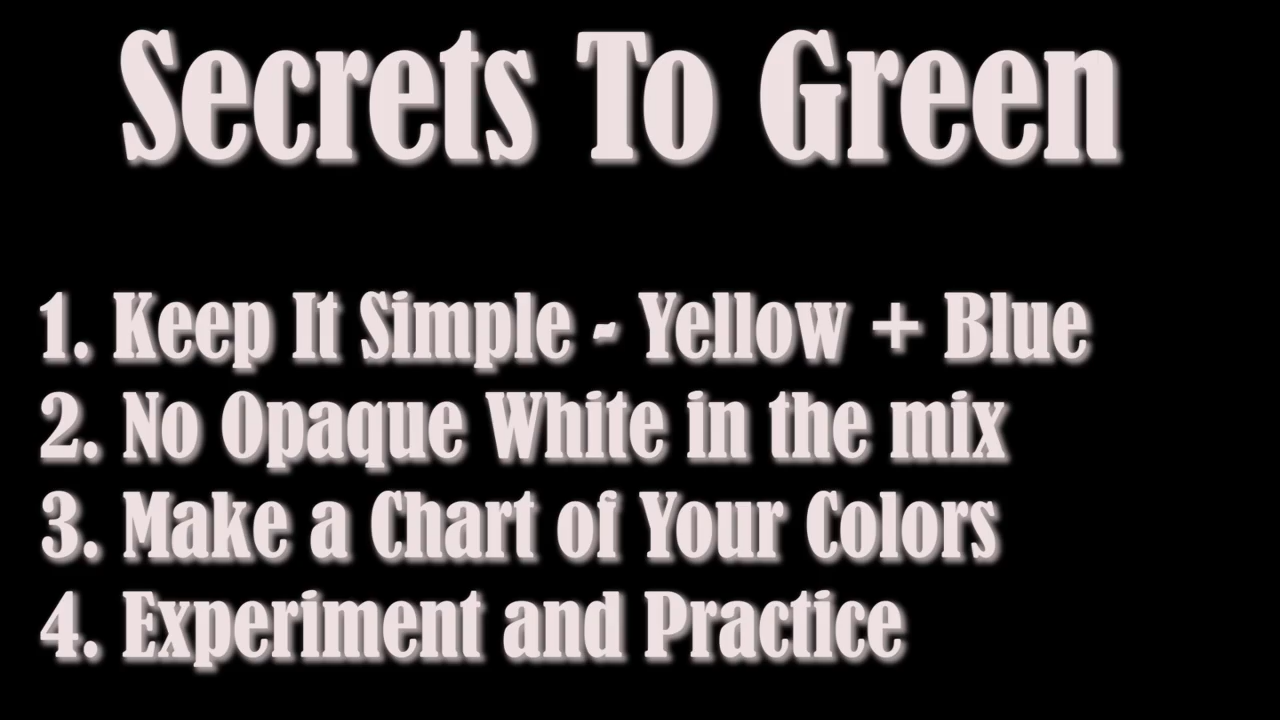 Secrets To Green
1. Keep It Simple - Yellow + Blue
2. No Opaque White in the mix
3. Make a Chart of Your Colors
4. Experiment and Practice